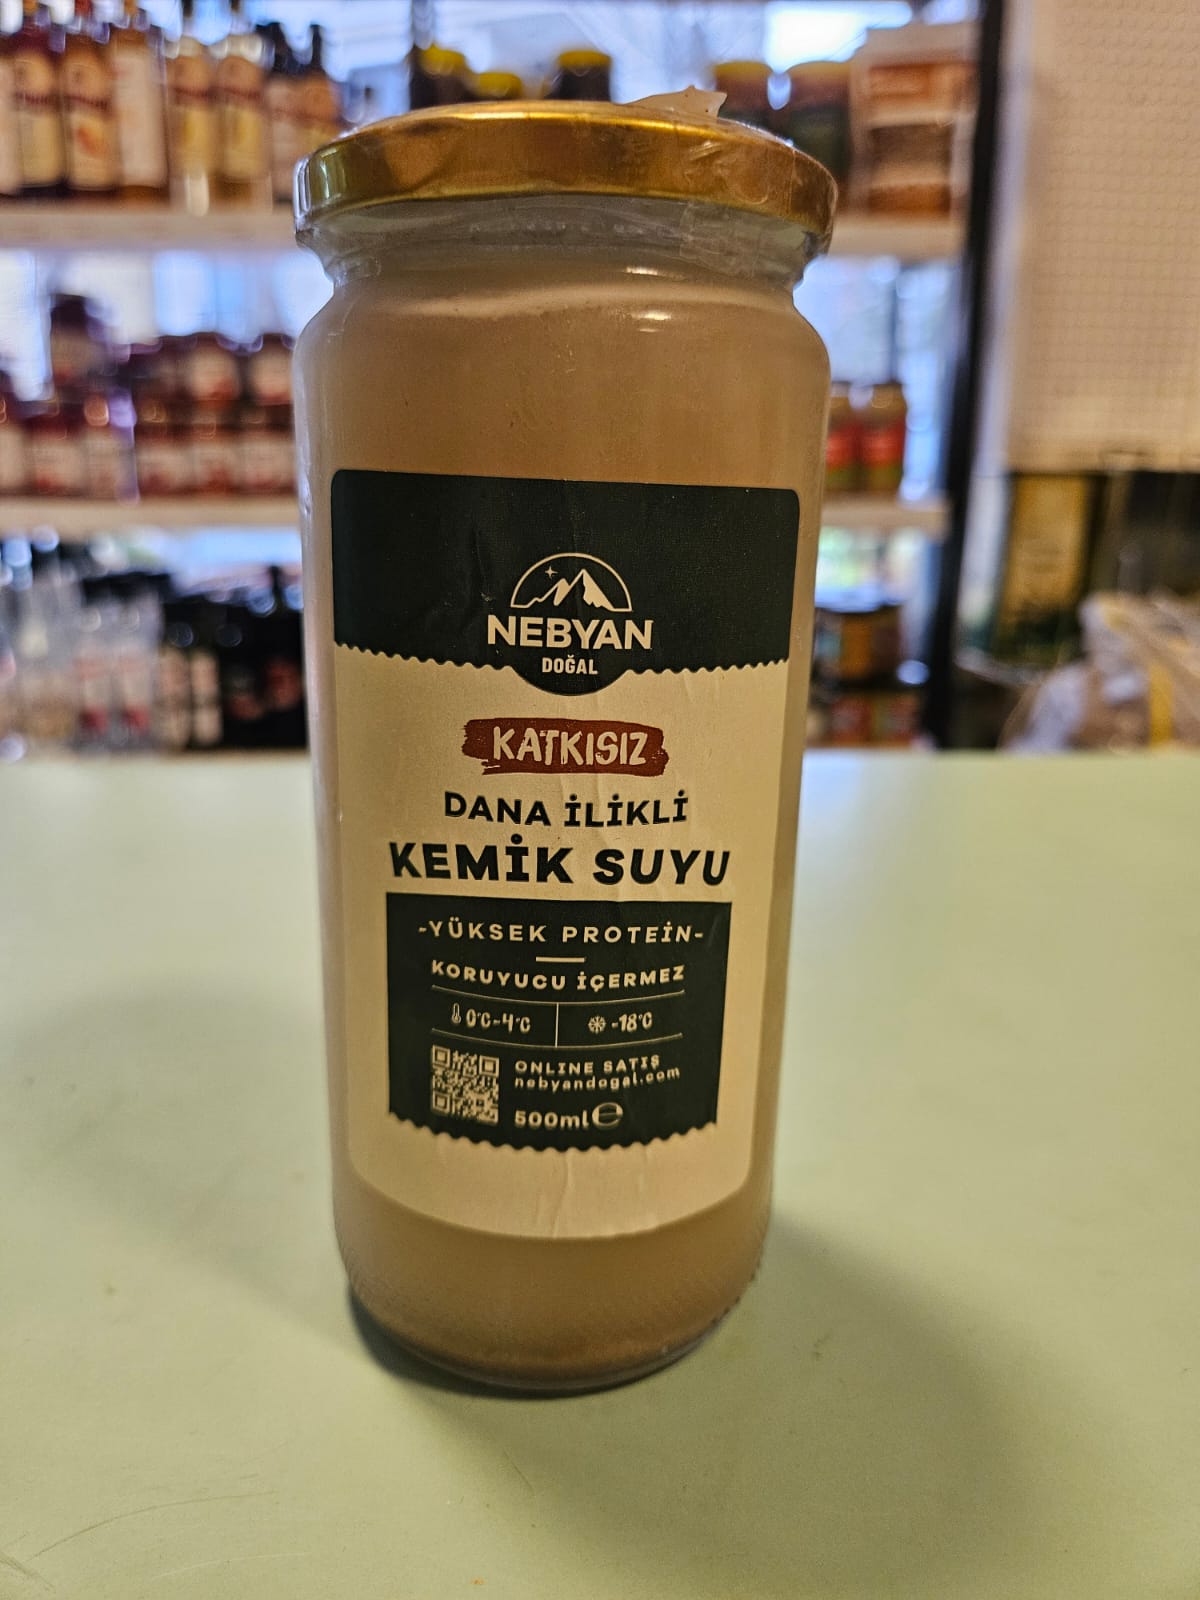 NEBYAN
DOĞAL
KATKISIZ
DANA İLİKLİ
KEMİK SUYU
-YÜKSEK PROTEİN-
KORUYUCU İÇERMEZ
0°C-4°C -18°C
ONLINE SATIŞ
nebyandogal.com
500ml ℮